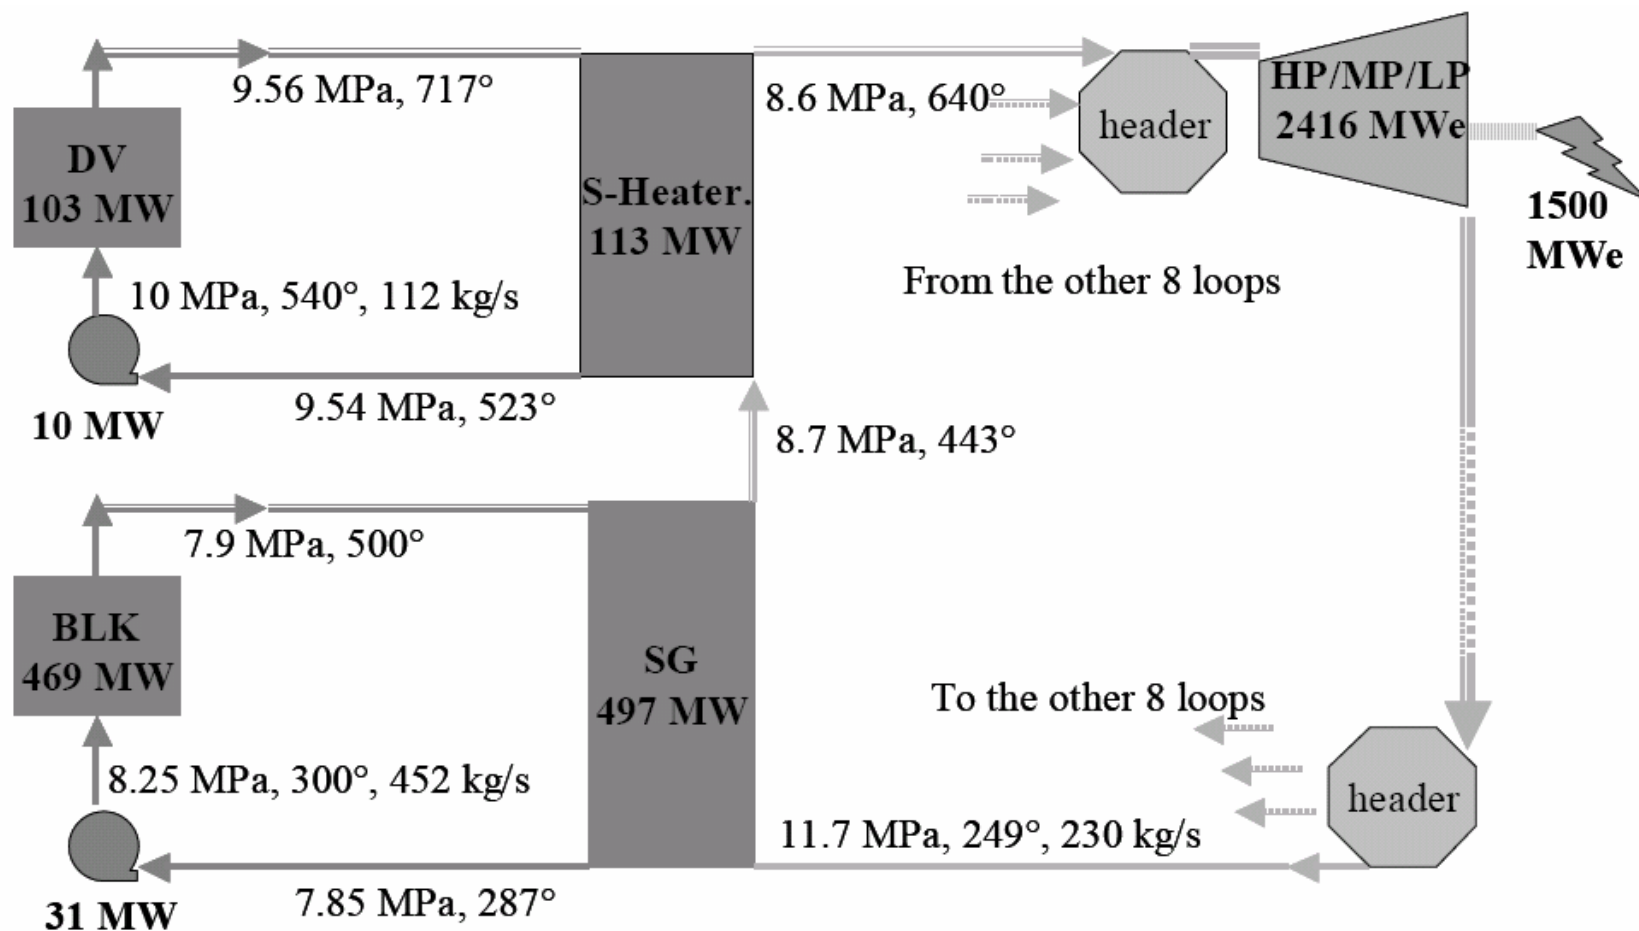 9.56 MPa, 717°
DV
103 MW
S-Heater.
113 MW
8.6 MPa, 640°
header
HP/MP/LP
2416 MWe
1500
MWe
From the other 8 loops
10 MPa, 540°, 112 kg/s
9.54 MPa, 523°
10 MW
8.7 MPa, 443°
7.9 MPa, 500°
BLK
469 MW
SG
497 MW
To the other 8 loops
header
8.25 MPa, 300°, 452 kg/s
11.7 MPa, 249°, 230 kg/s
7.85 MPa, 287°
31 MW